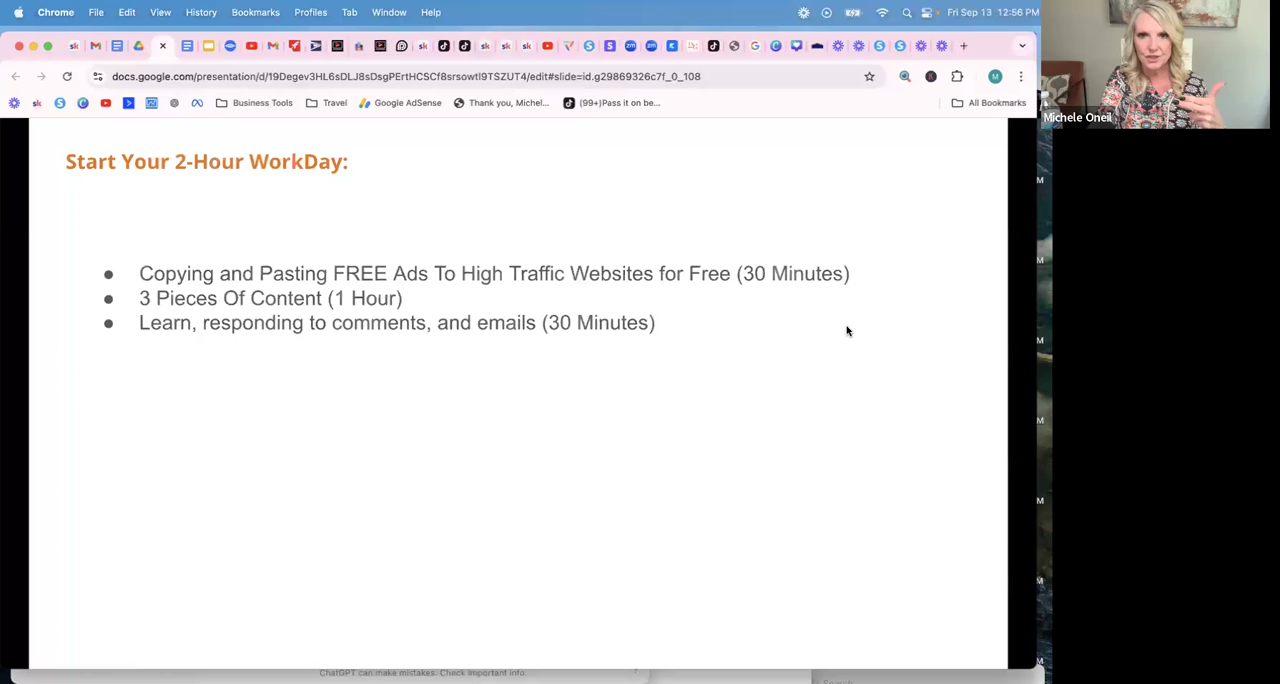 Chrome File Edit View History Bookmarks Profiles Tab Window Help Fri Sep 13 12:56 PM
docs.google.com/presentation/d/19Degev3HL6sDLJ8sDsgPErtHCSCf8srsowtI9TSZUT4/edit#slide=id.g29869326c7f_0_108
Business Tools Travel Google AdSense Thank you, Michel... (99+)Pass it on be... All Bookmarks
Michele Oneil
Start Your 2-Hour WorkDay:
● Copying and Pasting FREE Ads To High Traffic Websites for Free (30 Minutes)
● 3 Pieces Of Content (1 Hour)
● Learn, responding to comments, and emails (30 Minutes)
M
M
M
M
M
M
ChatGPT can make mistakes. Check important info.
Search